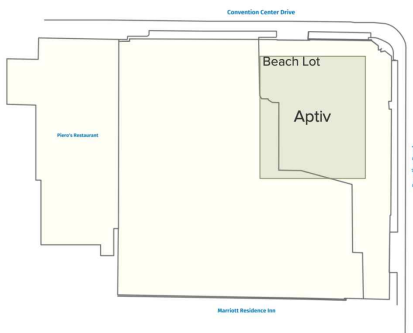 Convention Center Drive
Beach Lot
Aptiv
Piero's Restaurant
Marriott Residence Inn